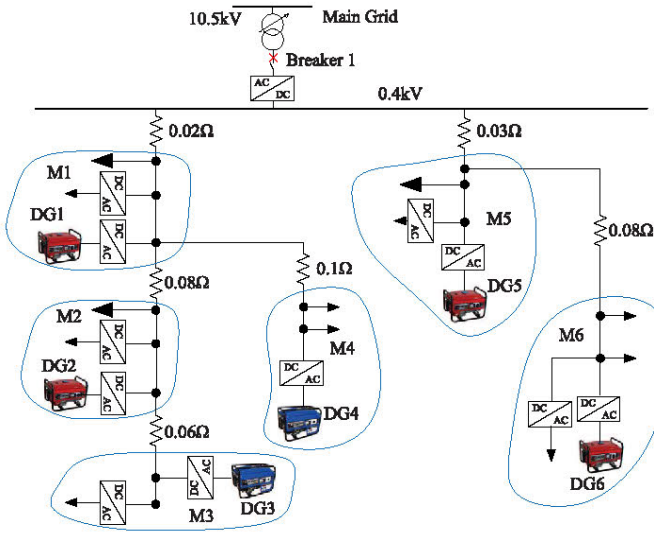 10.5kV
Main Grid
Breaker 1
AC
DC
0.4kV
0.02Ω
0.03Ω
M1
DC
AC
DG1
DC
AC
M5
DC
AC
DC
AC
DG5
0.08Ω
0.08Ω
0.1Ω
M2
DC
AC
DG2
DC
AC
M4
DC
AC
DG4
M6
DC
AC
DC
AC
DG6
0.06Ω
DC
AC
M3
DG3
DC
AC